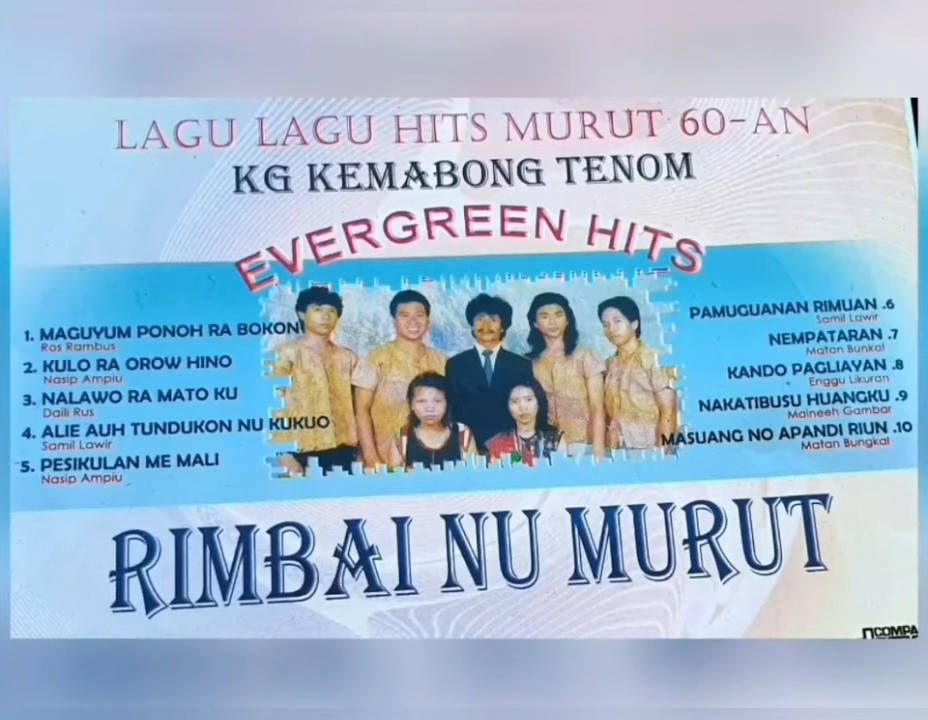 LAGU LAGU HITS MURUT 60-AN
KG KEMABONG TENOM
EVERGREEN HITS
1. MAGUYUM PONOH RA BOKON
Ros Rambus
2. KULO RA OROW HINO
Nasip Ampiu
3. NALAWO RA MATO KU
Daili Rus
4. ALIE AUH TUNDUKON NU KUKUO
Samil Lawir
5. PESIKULAN ME MALI
Nasip Ampiu
PAMUGUANAN RIMUAN .6
Samil Lawir
NEMPATARAN .7
Matan Bunkal
KANDO PAGLIAYAN .8
Enggu Likuran
NAKATIBUSU HUANGKU .9
Maineeh Gambar
MASUANG NO APANDI RIUN .10
Matan Bungkal
RIMBAI NU MURUT